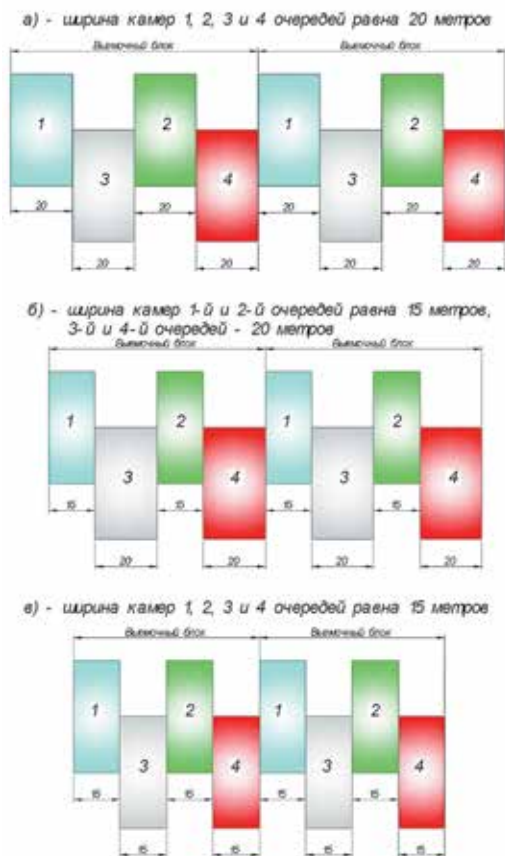 а) - ширина камер 1, 2, 3 и 4 очередей равна 20 метров
Выемочный блок Выемочный блок
1 2 1 2
3 4 3 4
20 20 20 20
20 20 20 20
б) - ширина камер 1-й и 2-й очередей равна 15 метров,
3-й и 4-й очередей - 20 метров
Выемочный блок Выемочный блок
1 2 1 2
3 4 3 4
15 15 15 15
20 20 20 20
в) - ширина камер 1, 2, 3 и 4 очередей равна 15 метров
Выемочный блок Выемочный блок
1 2 1 2
3 4 3 4
15 15 15 15
15 15 15 15